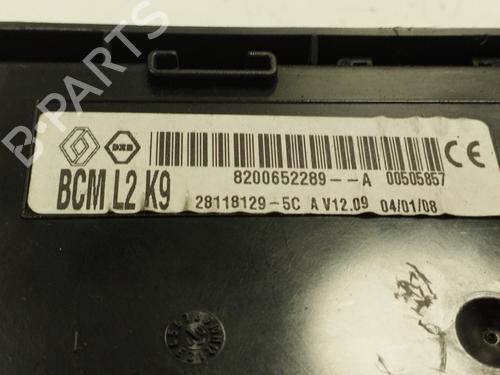 B-PARTS
BCM L2 K9
8200652289--A 00505857 CE
28118129-5C A V12.09 04/01/08